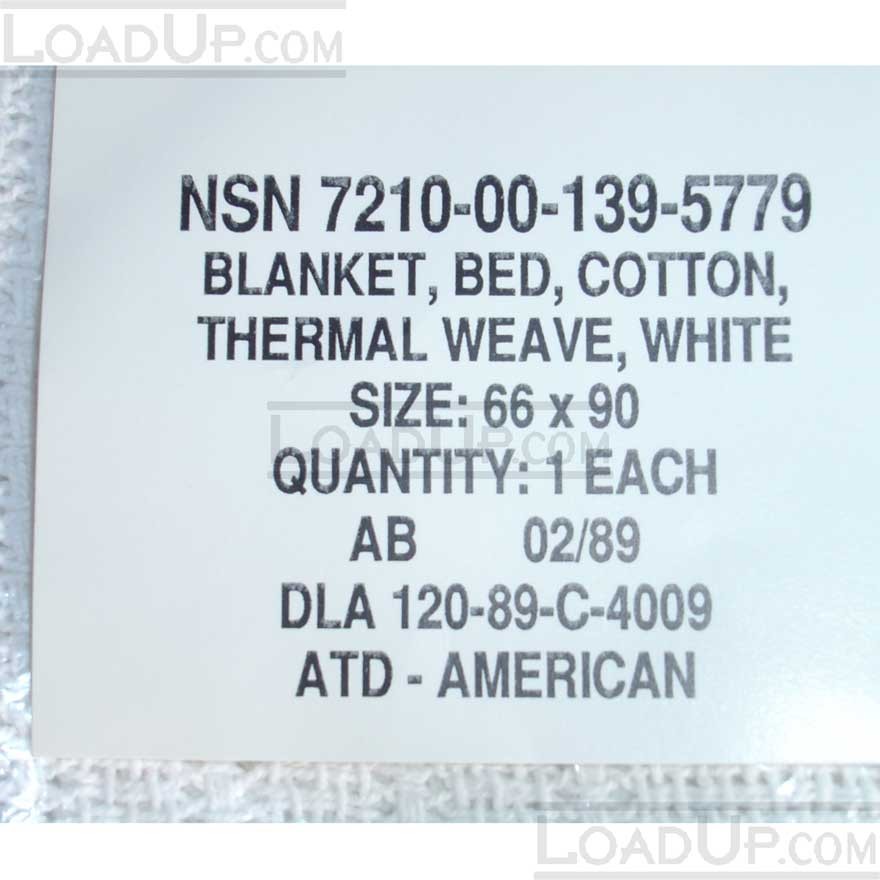 LOADUP.COM
NSN 7210-00-139-5779
BLANKET, BED, COTTON,
THERMAL WEAVE, WHITE
SIZE: 66 x 90
LOADUP.COM
QUANTITY: 1 EACH
AB 02/89
DLA 120-89-C-4009
ATD - AMERICAN
LOADUP.COM